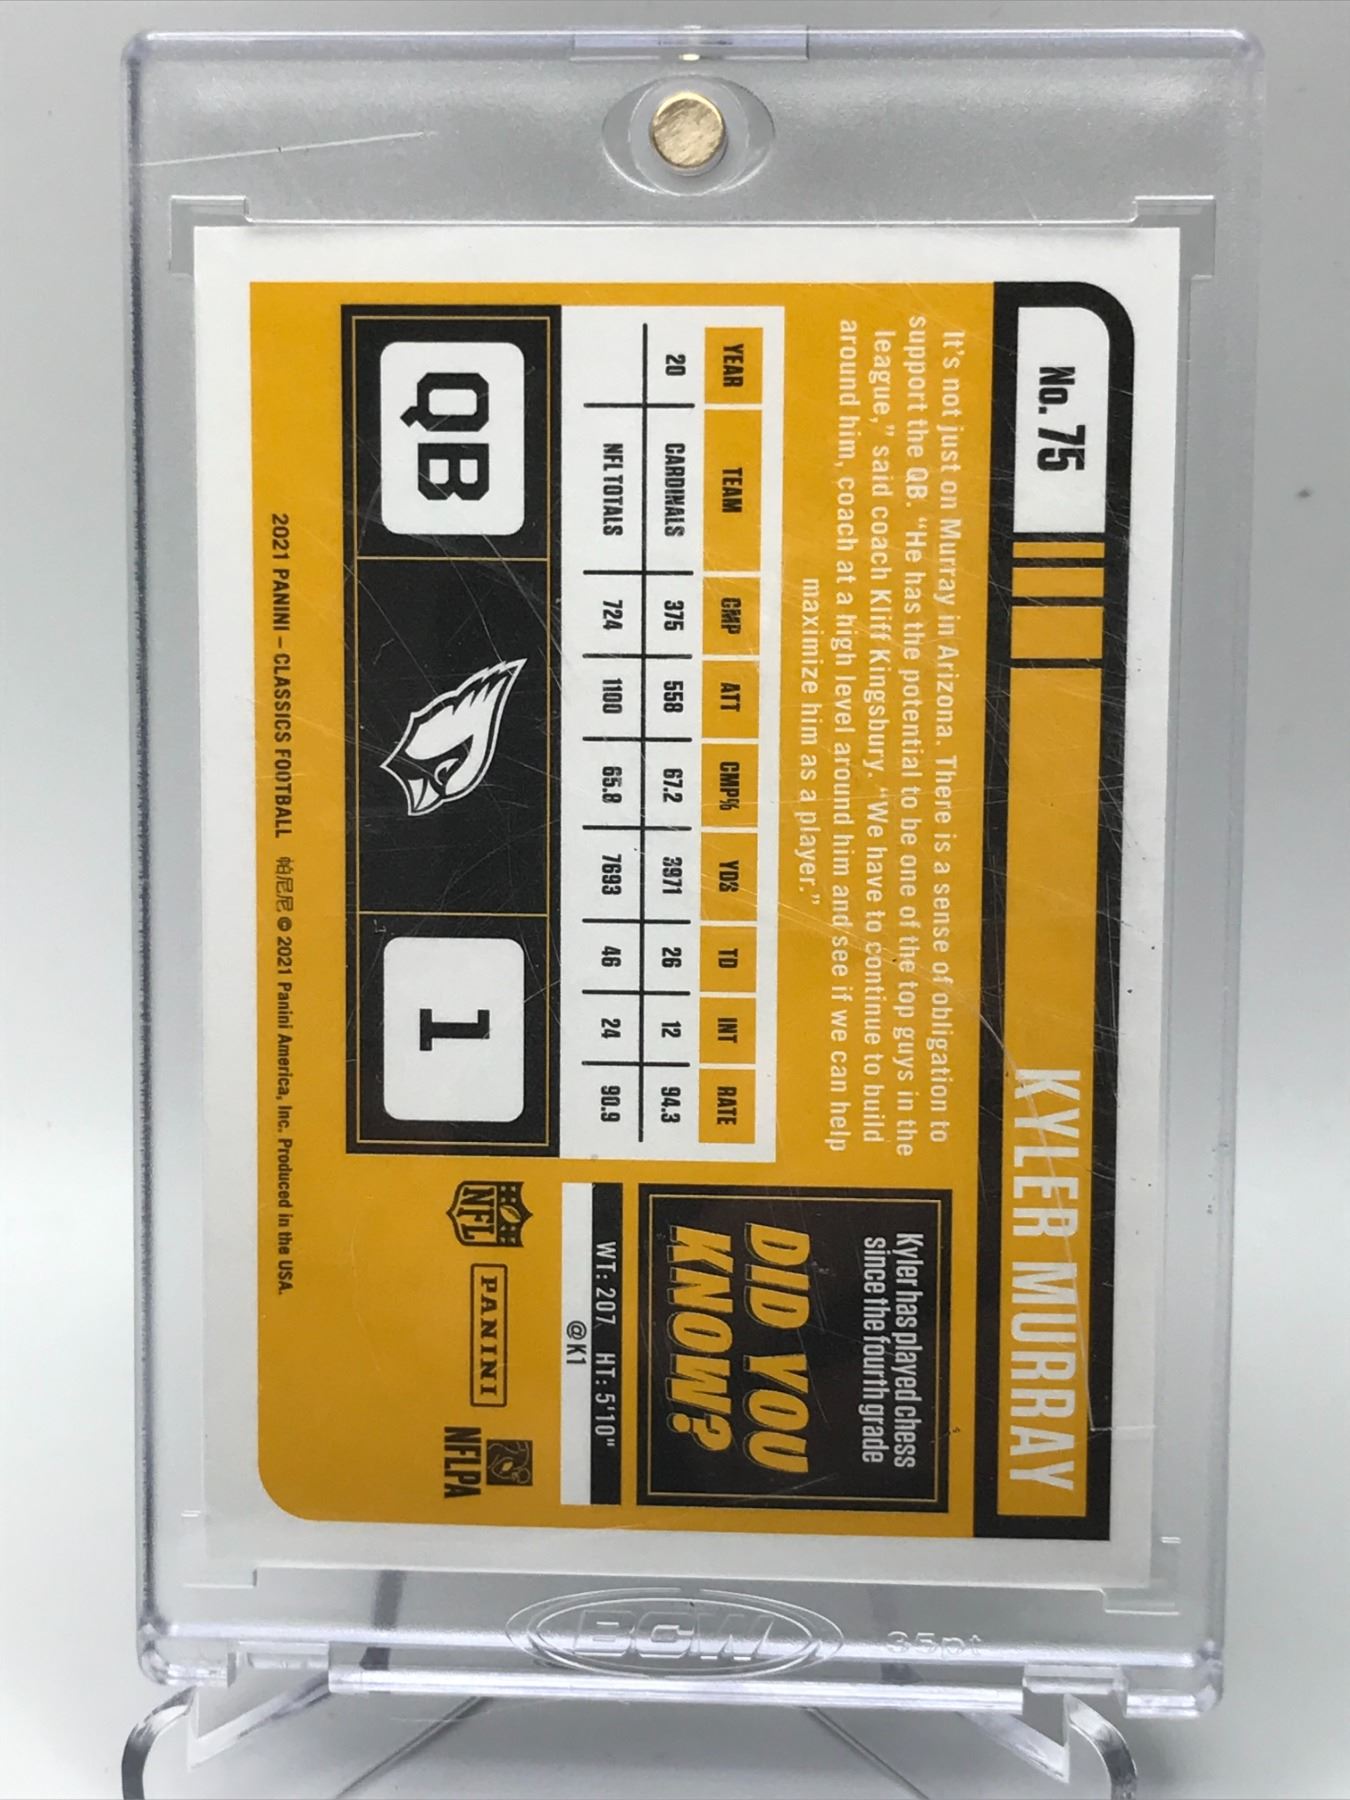 No. 75
KYLER MURRAY
It's not just on Murray in Arizona. There is a sense of obligation to
support the QB. “He has the potential to be one of the top guys in the
league,” said coach Kliff Kingsbury. “We have to continue to build
around him, coach at a high level around him and see if we can help
maximize him as a player.”
YEAR TEAM CMP ATT CMP% YDS TD INT RATE
20 CARDINALS 375 558 67.2 3971 26 12 94.3
NFL TOTALS 724 1100 65.8 7693 46 24 90.9
QB
1
Kyler has played chess
since the fourth grade
DID YOU
KNOW?
WT: 207 HT: 5'10"
@K1
NFL
PANINI
NFLPA
2021 PANINI – CLASSICS FOOTBALL 帕尼尼 © 2021 Panini America, Inc. Produced in the USA.
BCW
35pt